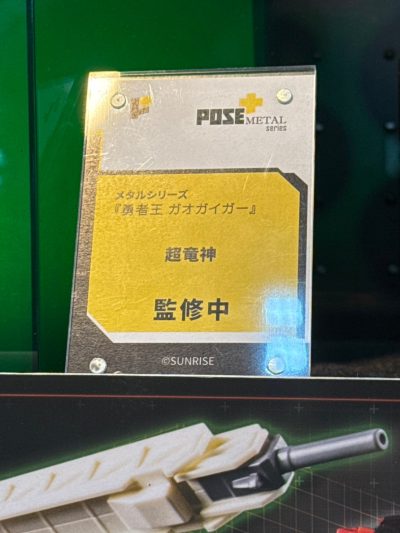 POSE+METAL
series
メタルシリーズ
『勇者王 ガオガイガー』
超竜神
監修中
©SUNRISE